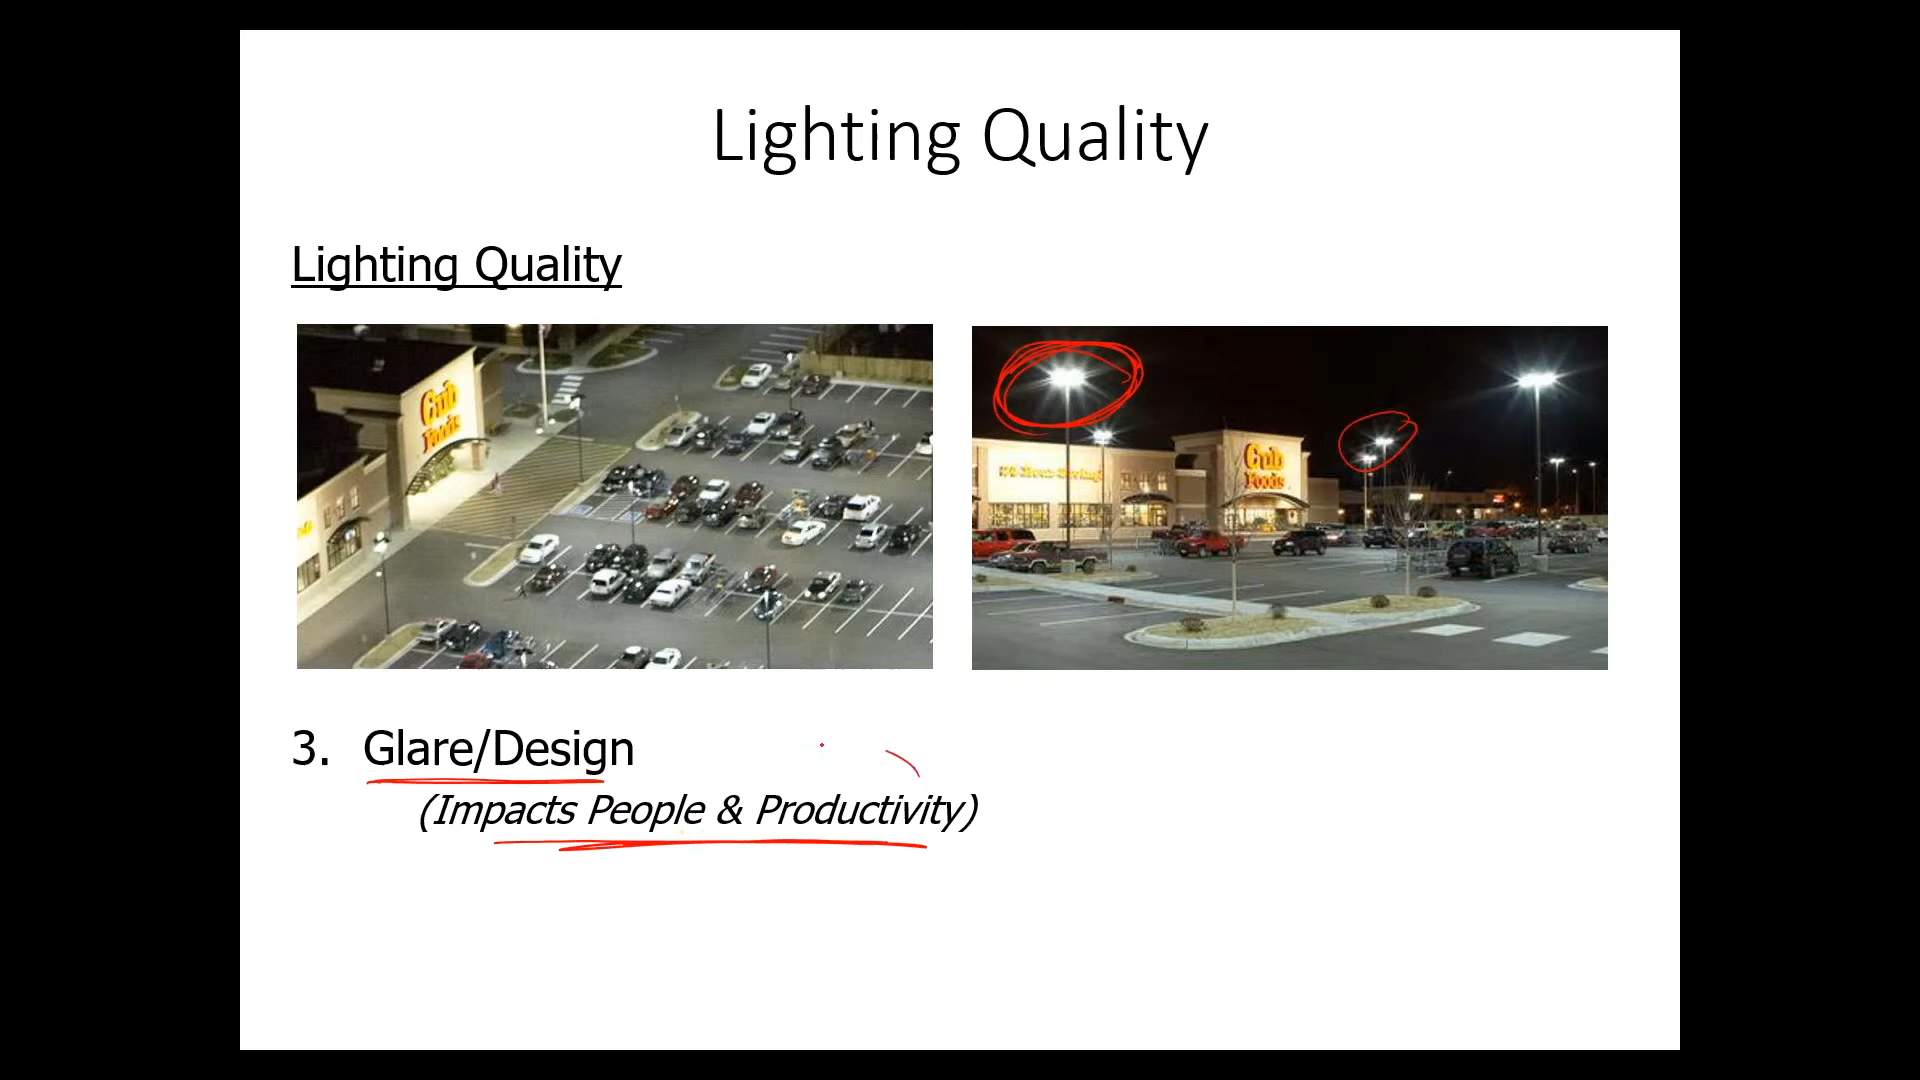 Lighting Quality
Lighting Quality
Cub
Foods
Cub
Foods
3. Glare/Design
(Impacts People & Productivity)